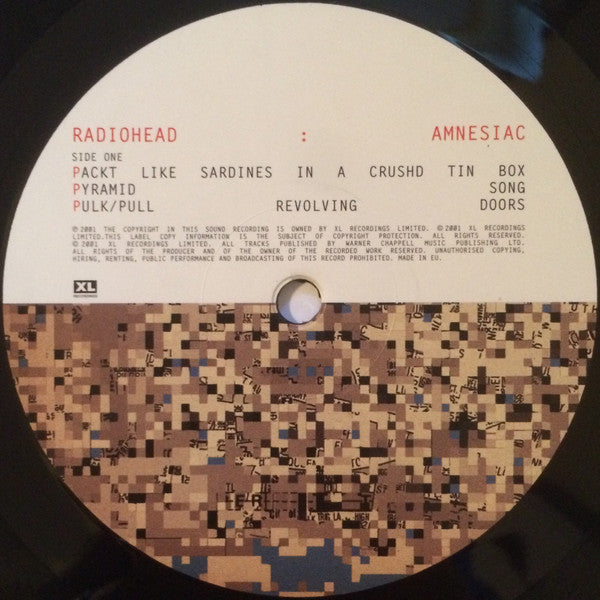 RADIOHEAD : AMNESIAC
SIDE ONE
PACKT LIKE SARDINES IN A CRUSHD TIN BOX
PYRAMID SONG
PULK/PULL REVOLVING DOORS
℗2001 THE COPYRIGHT IN THIS SOUND RECORDING IS OWNED BY XL RECORDINGS LIMITED. ©2001 XL RECORDINGS
LIMITED.THIS LABEL COPY INFORMATION IS THE SUBJECT OF COPYRIGHT PROTECTION. ALL RIGHTS RESERVED.
©2001 XL RECORDINGS LIMITED. ALL TRACKS PUBLISHED BY WARNER CHAPPELL MUSIC PUBLISHING LTD.
ALL RIGHTS OF THE PRODUCER AND OF THE OWNER OF THE RECORDED WORK RESERVED. UNAUTHORISED COPYING,
HIRING, RENTING, PUBLIC PERFORMANCE AND BROADCASTING OF THIS RECORD PROHIBITED. MADE IN EU.
XL
RECORDINGS